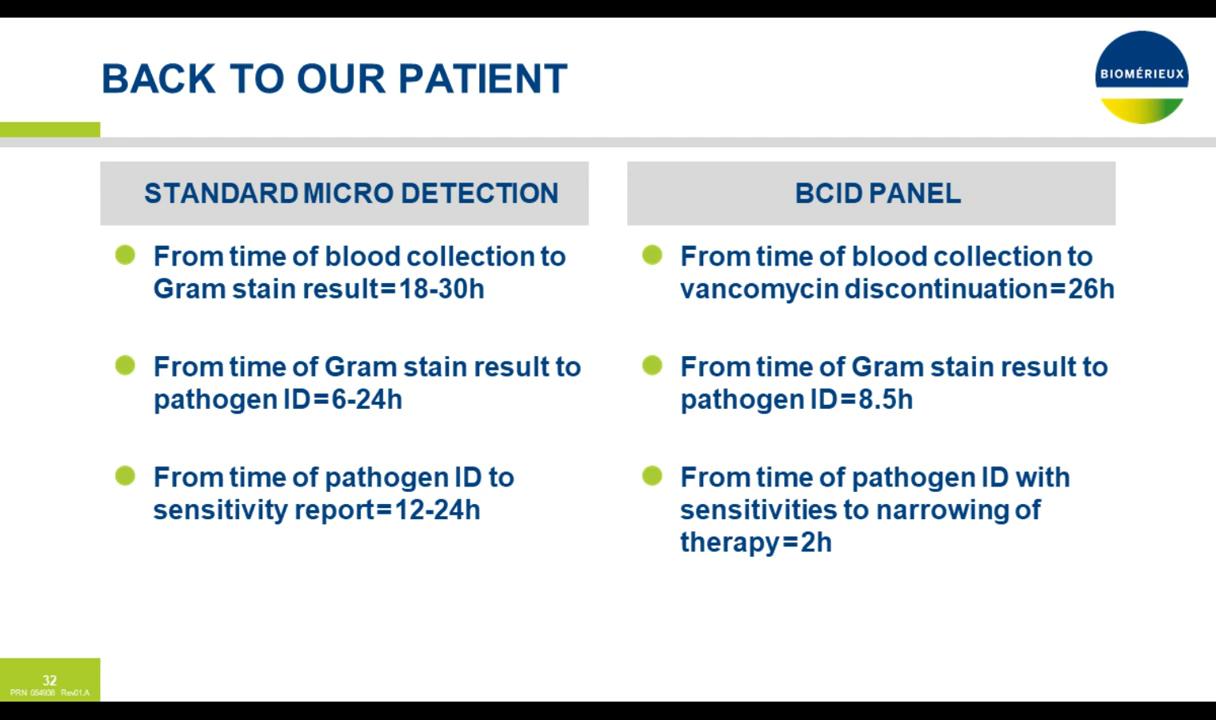 BACK TO OUR PATIENT
BIOMÉRIEUX
STANDARD MICRO DETECTION
From time of blood collection to
Gram stain result=18-30h
From time of Gram stain result to
pathogen ID=6-24h
From time of pathogen ID to
sensitivity report=12-24h
BCID PANEL
From time of blood collection to
vancomycin discontinuation=26h
From time of Gram stain result to
pathogen ID=8.5h
From time of pathogen ID with
sensitivities to narrowing of
therapy=2h
32
PRN 054938 Rev01.A